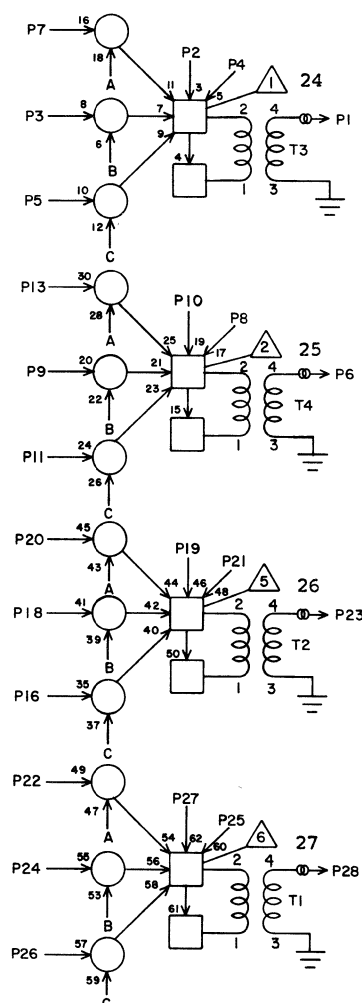 P7 16
18
A
P2 P4
11 3 5
1 24
P3 8 7
6 9
2 4 P1
T3
4
1 3
B
P5 10
12
C
P13 30
28
A
P10 P8
25 19 17
2 25
P9 20 21
22 23
2 4 P6
T4
15
1 3
B
P11 24
26
C
P20 45
43
A
P19 P21
44 46 48
5 26
P18 41 42
39 40
2 4 P23
T2
50
1 3
B
P16 35
37
C
P22 49
47
A
P27 P25
54 62 60
6 27
P24 55 56
53 58
2 4 P28
T1
61
1 3
B
P26 57
59
C